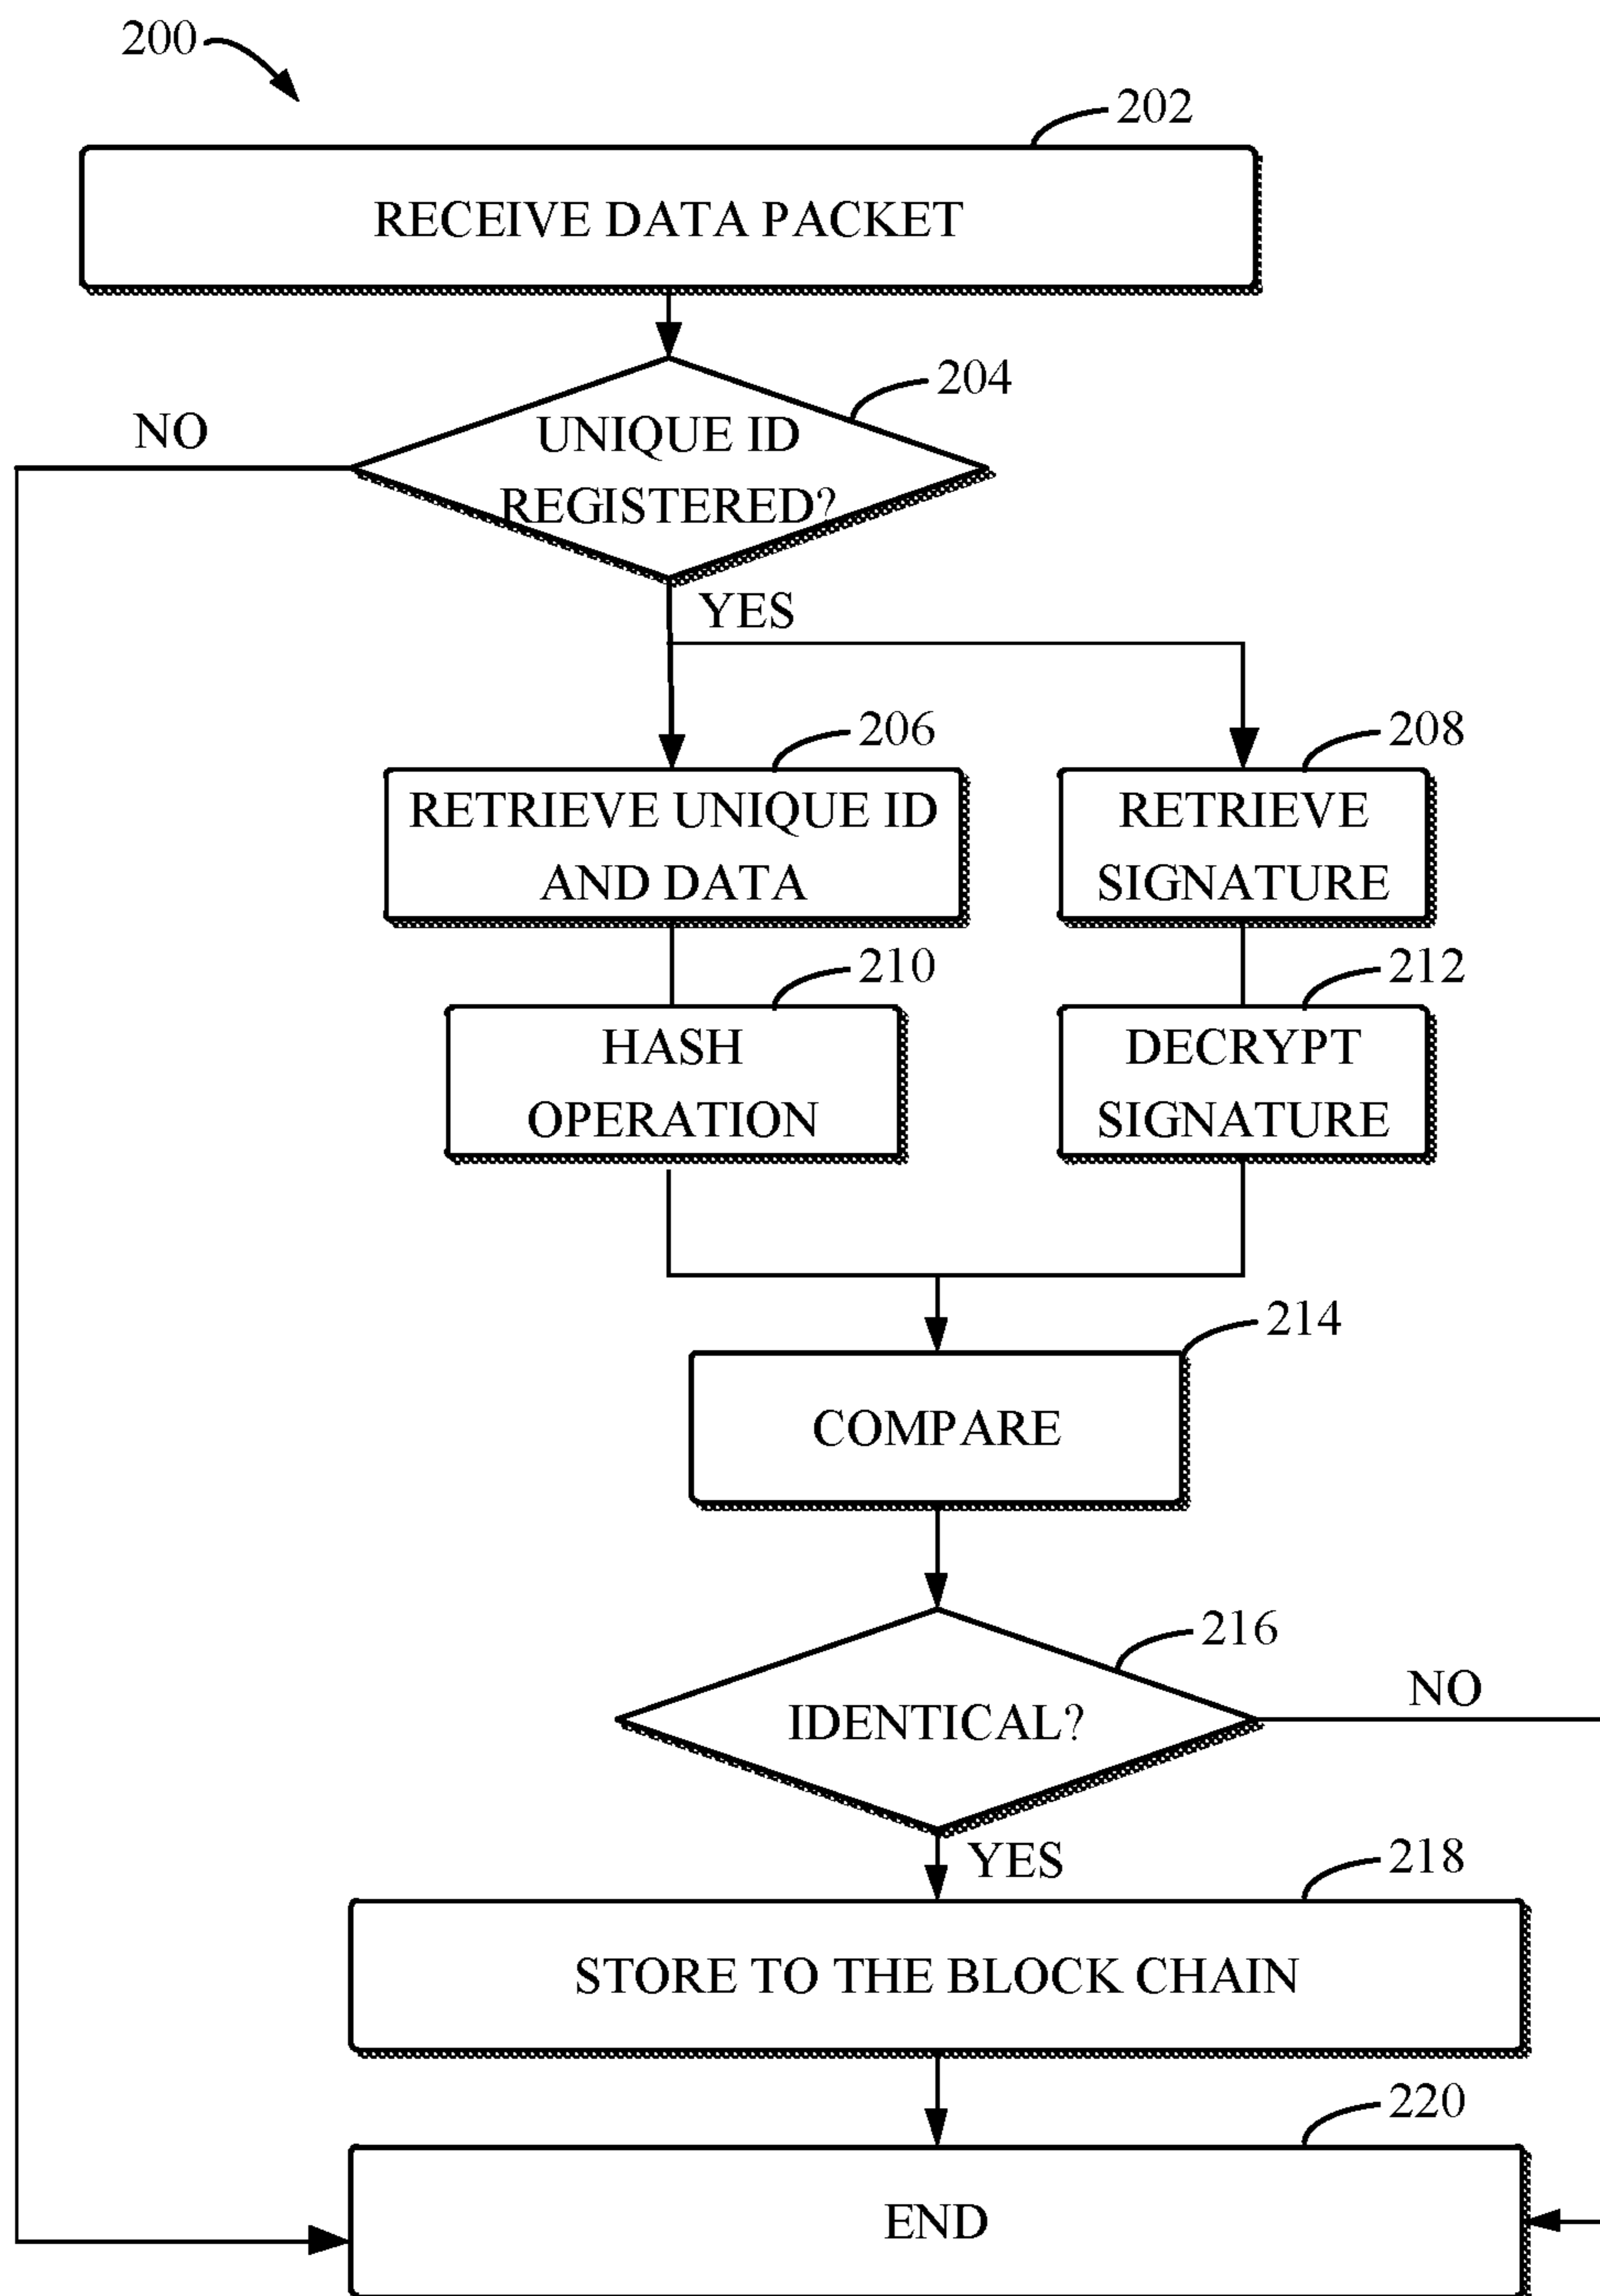 200
202
RECEIVE DATA PACKET
204
NO
UNIQUE ID
REGISTERED?
YES
206
208
RETRIEVE UNIQUE ID
AND DATA
RETRIEVE
SIGNATURE
210
212
HASH
OPERATION
DECRYPT
SIGNATURE
214
COMPARE
216
NO
IDENTICAL?
YES
218
STORE TO THE BLOCK CHAIN
220
END